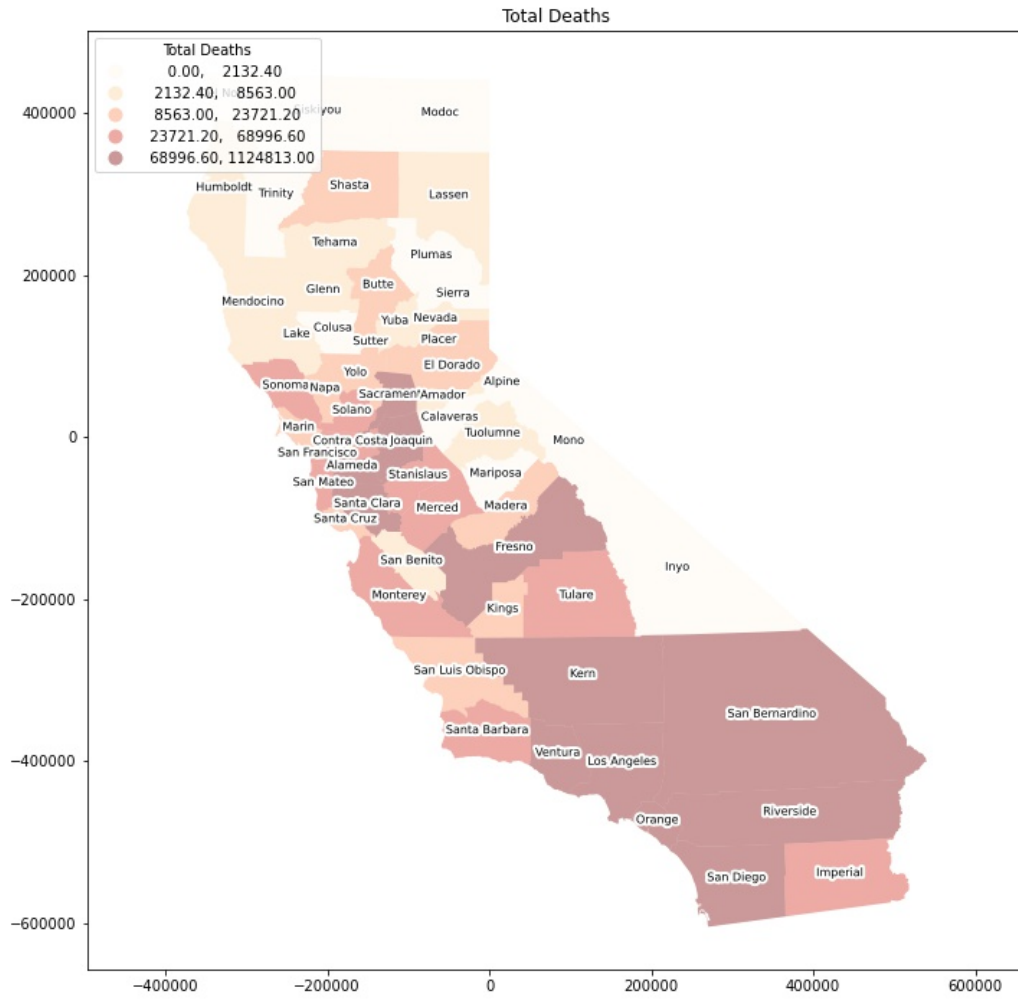 Total Deaths
Total Deaths
0.00, 2132.40
2132.40, 8563.00
8563.00, 23721.20
23721.20, 68996.60
68996.60, 1124813.00
400000
200000
0
−200000
−400000
−600000
Siskiyou
Modoc
Humboldt
Trinity
Shasta
Lassen
Tehama
Plumas
Glenn
Butte
Sierra
Mendocino
Yuba
Nevada
Lake
Colusa
Sutter
Placer
Yolo
El Dorado
Sonoma
Napa
Sacramen
Amador
Alpine
Solano
Calaveras
Marin
Tuolumne
Contra Costa
Joaquin
Mono
San Francisco
Alameda
Stanislaus
Mariposa
San Mateo
Santa Clara
Merced
Madera
Santa Cruz
Fresno
San Benito
Inyo
Monterey
Kings
Tulare
San Luis Obispo
Kern
San Bernardino
Santa Barbara
Ventura
Los Angeles
Orange
Riverside
San Diego
Imperial
−400000
−200000
0
200000
400000
600000